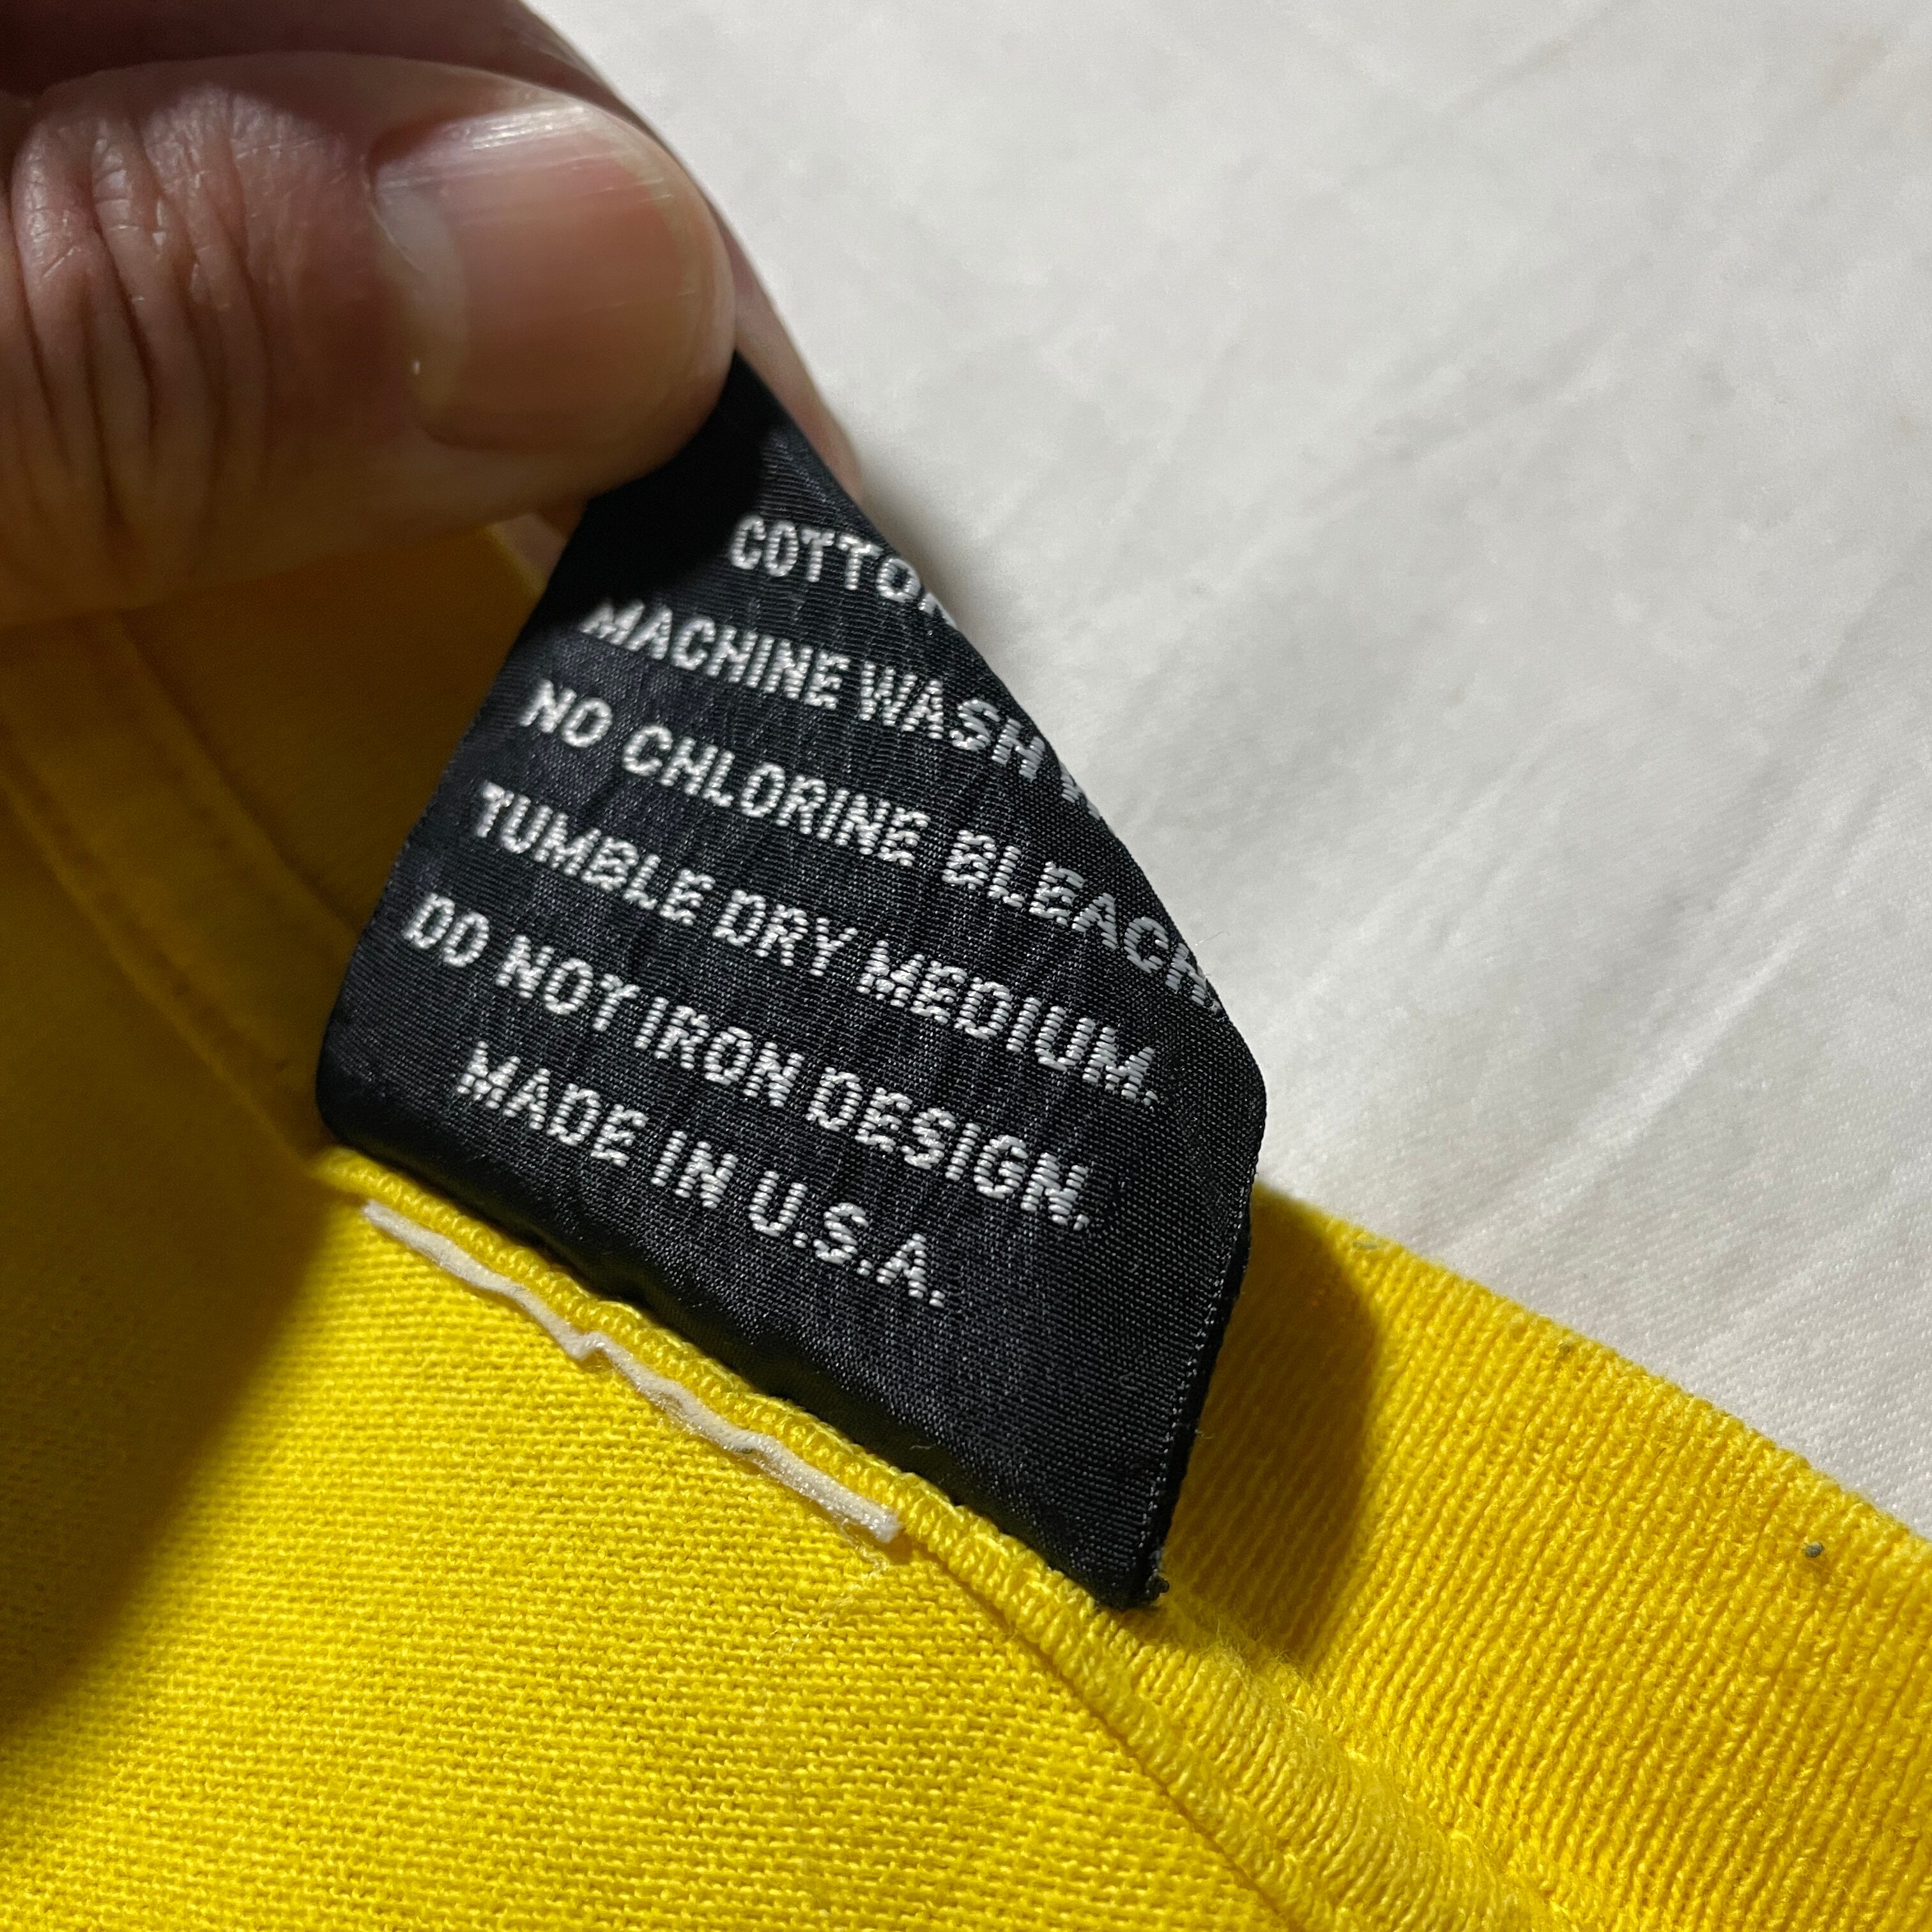 COTTON
MACHINE WASH
NO CHLORINE BLEACH
TUMBLE DRY MEDIUM.
DO NOT IRON DESIGN.
MADE IN U.S.A.